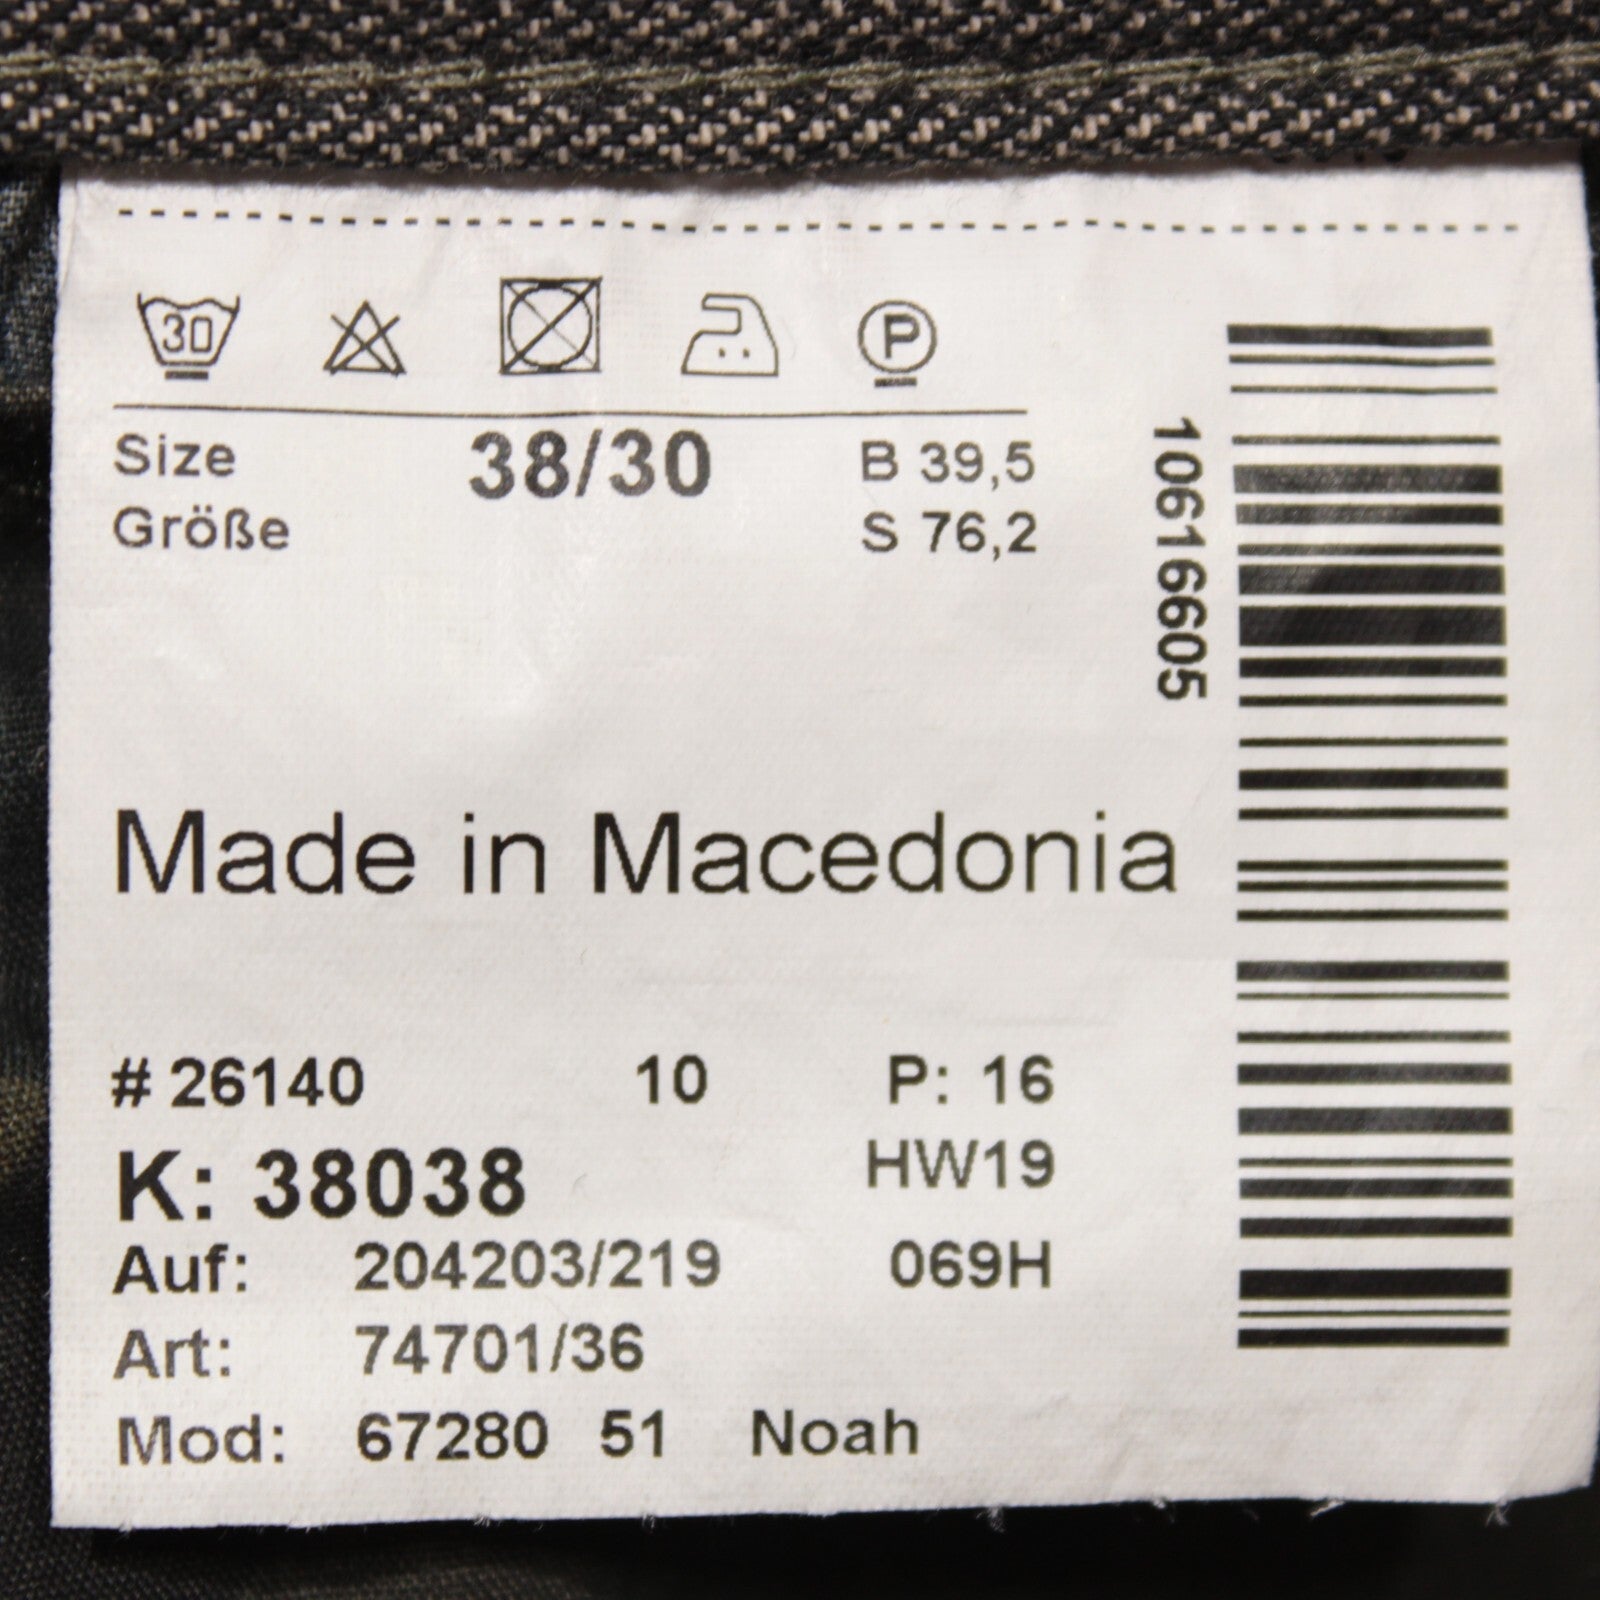 30 P
Size 38/30 B 39,5
Größe S 76,2
10616605
Made in Macedonia
# 26140 10 P: 16
K: 38038 HW19
Auf: 204203/219 069H
Art: 74701/36
Mod: 67280 51 Noah